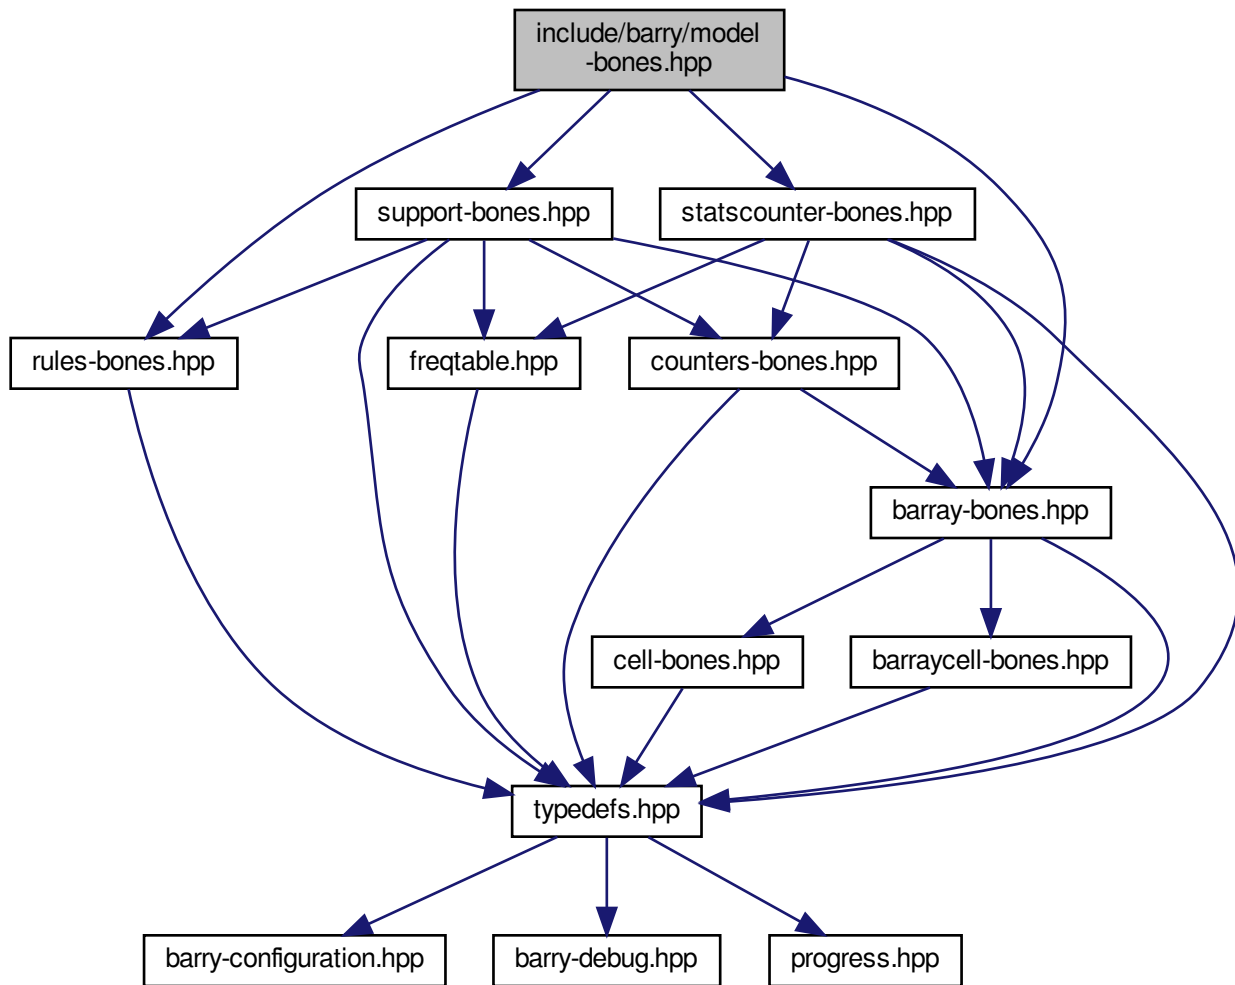 include/barry/model
-bones.hpp
support-bones.hpp
statscounter-bones.hpp
rules-bones.hpp
freqtable.hpp
counters-bones.hpp
barray-bones.hpp
cell-bones.hpp
barraycell-bones.hpp
typedefs.hpp
barry-configuration.hpp
barry-debug.hpp
progress.hpp